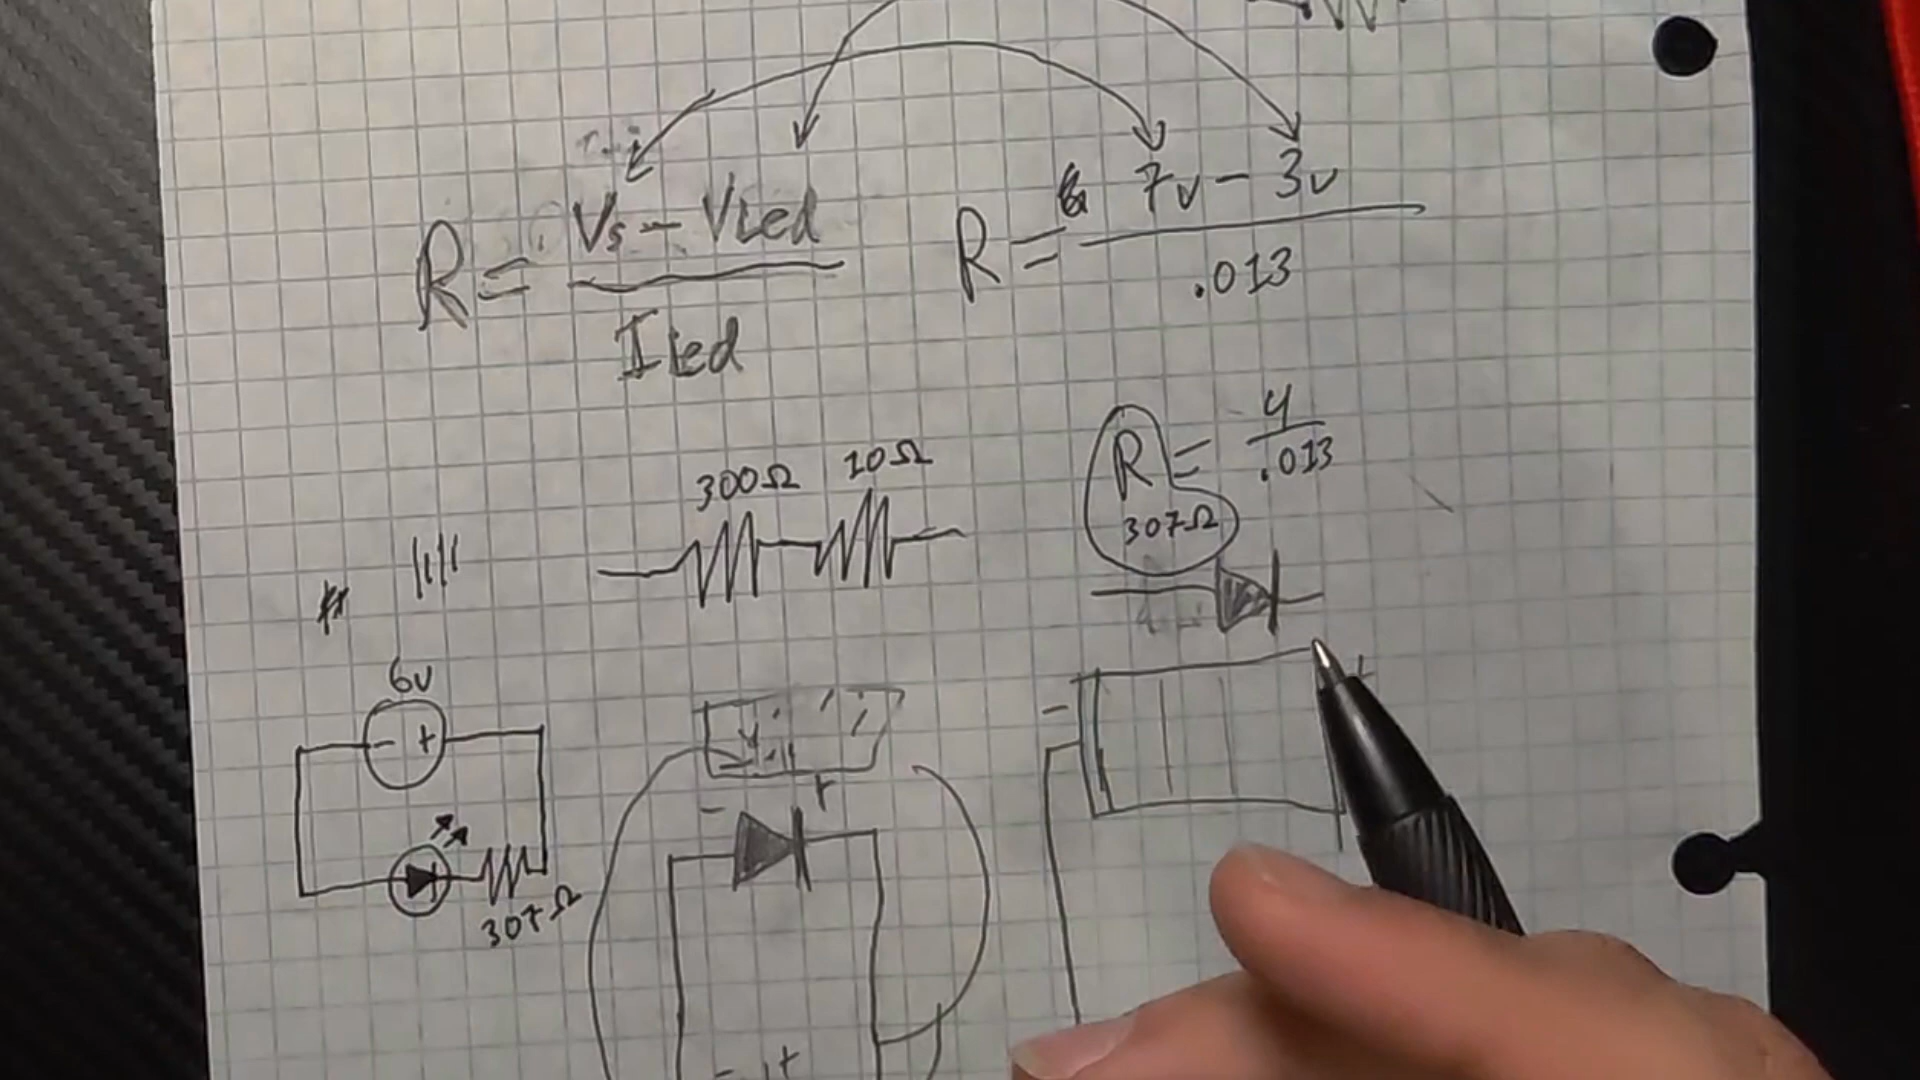 R = Vs - Vled
Iled
R = 7v - 3v
.013
300Ω 10Ω
R = 4
.013
307Ω
6v
- +
307Ω
-
- +
- +